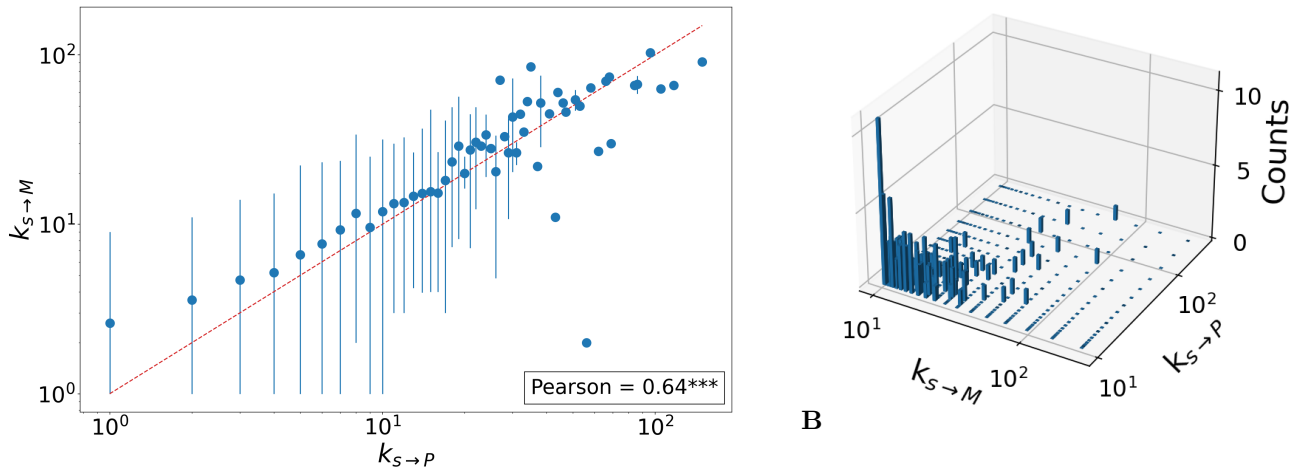 k_{s→M}
10^2
10^1
10^0
Pearson = 0.64***
10^0 10^1 10^2
k_{s→P}
10
5
0
Counts
10^2
10^1
k_{s→P}
10^1
10^2
k_{s→M}
B